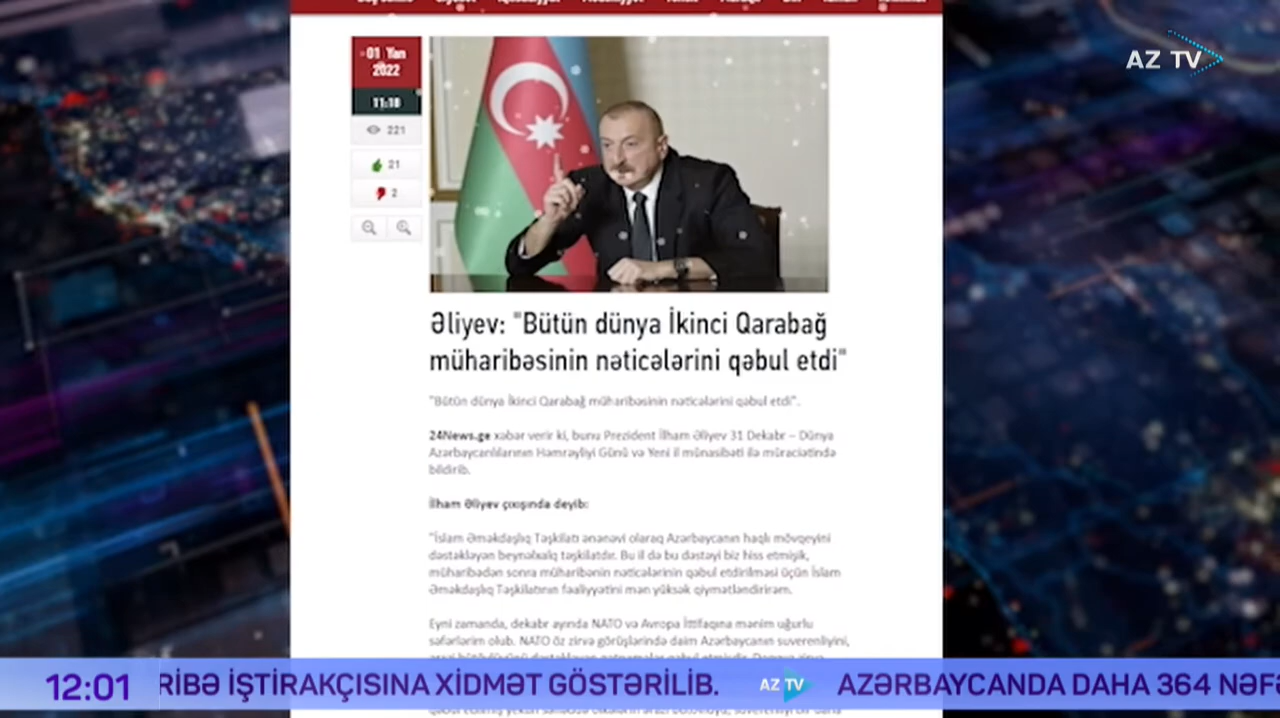 AZ TV
01 Yan
2022
11:18
221
21
2
Əliyev: "Bütün dünya İkinci Qarabağ
müharibəsinin nəticələrini qəbul etdi"
"Bütün dünya İkinci Qarabağ müharibəsinin nəticələrini qəbul etdi".
24News.ge xəbər verir ki, bunu Prezident İlham Əliyev 31 Dekabr – Dünya
Azərbaycanlılarının Həmrəyliyi Günü və Yeni il münasibəti ilə müraciətində
bildirib.
İlham Əliyev çıxışında deyib:
"İslam Əməkdaşlıq Təşkilatı ənənəvi olaraq Azərbaycanın haqlı mövqeyini
dəstəkləyən beynəlxalq təşkilatdır. Bu il də bu dəstəyi biz hiss etmişik,
müharibədən sonra müharibənin nəticələrinin qəbul etdirilməsi üçün İslam
Əməkdaşlıq Təşkilatının fəaliyyətini mən yüksək qiymətləndirirəm.
Eyni zamanda, dekabr ayında NATO və Avropa İttifaqına mənim uğurlu
səfərlərim olub. NATO öz zirvə görüşlərində daim Azərbaycanın suverenliyini,
12:01 RİBƏ İŞTİRAKÇISINA XİDMƏT GÖSTƏRİLİB. AZ TV AZƏRBAYCANDA DAHA 364 NƏFƏ